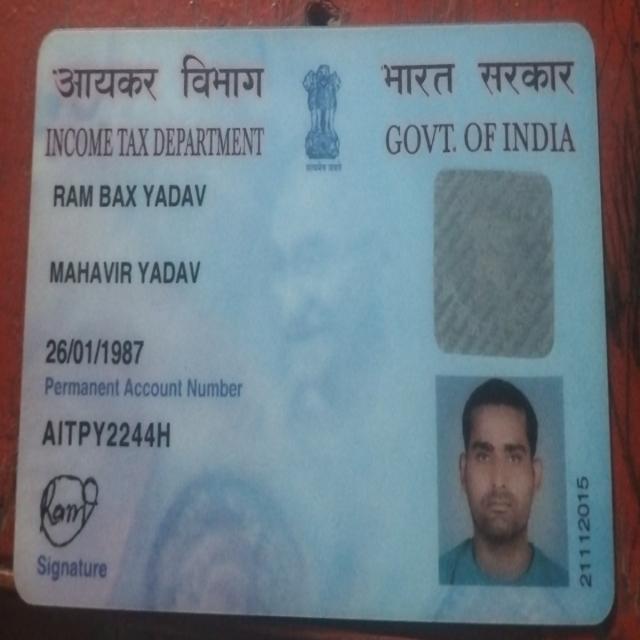 आयकर विभाग
भारत सरकार
INCOME TAX DEPARTMENT
GOVT. OF INDIA
सत्यमेव जयते
RAM BAX YADAV
MAHAVIR YADAV
26/01/1987
Permanent Account Number
AITPY2244H
Ram
Signature
21112015